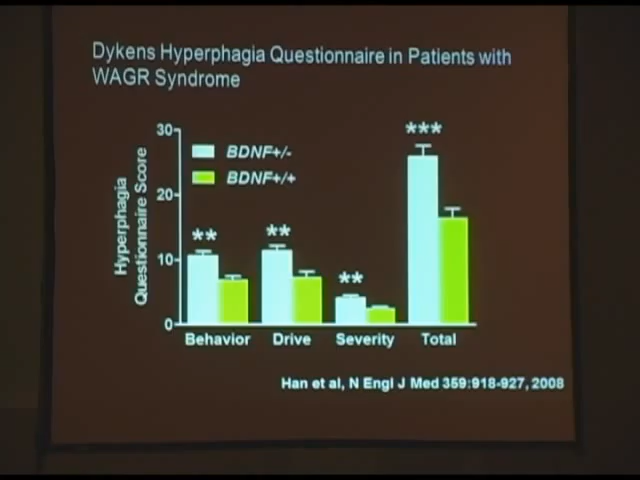 Dykens Hyperphagia Questionnaire in Patients with
WAGR Syndrome
Hyperphagia
Questionnaire Score
30
20
10
0
BDNF+/-
BDNF+/+
**
**
**
***
Behavior Drive Severity Total
Han et al, N Engl J Med 359:918-927, 2008